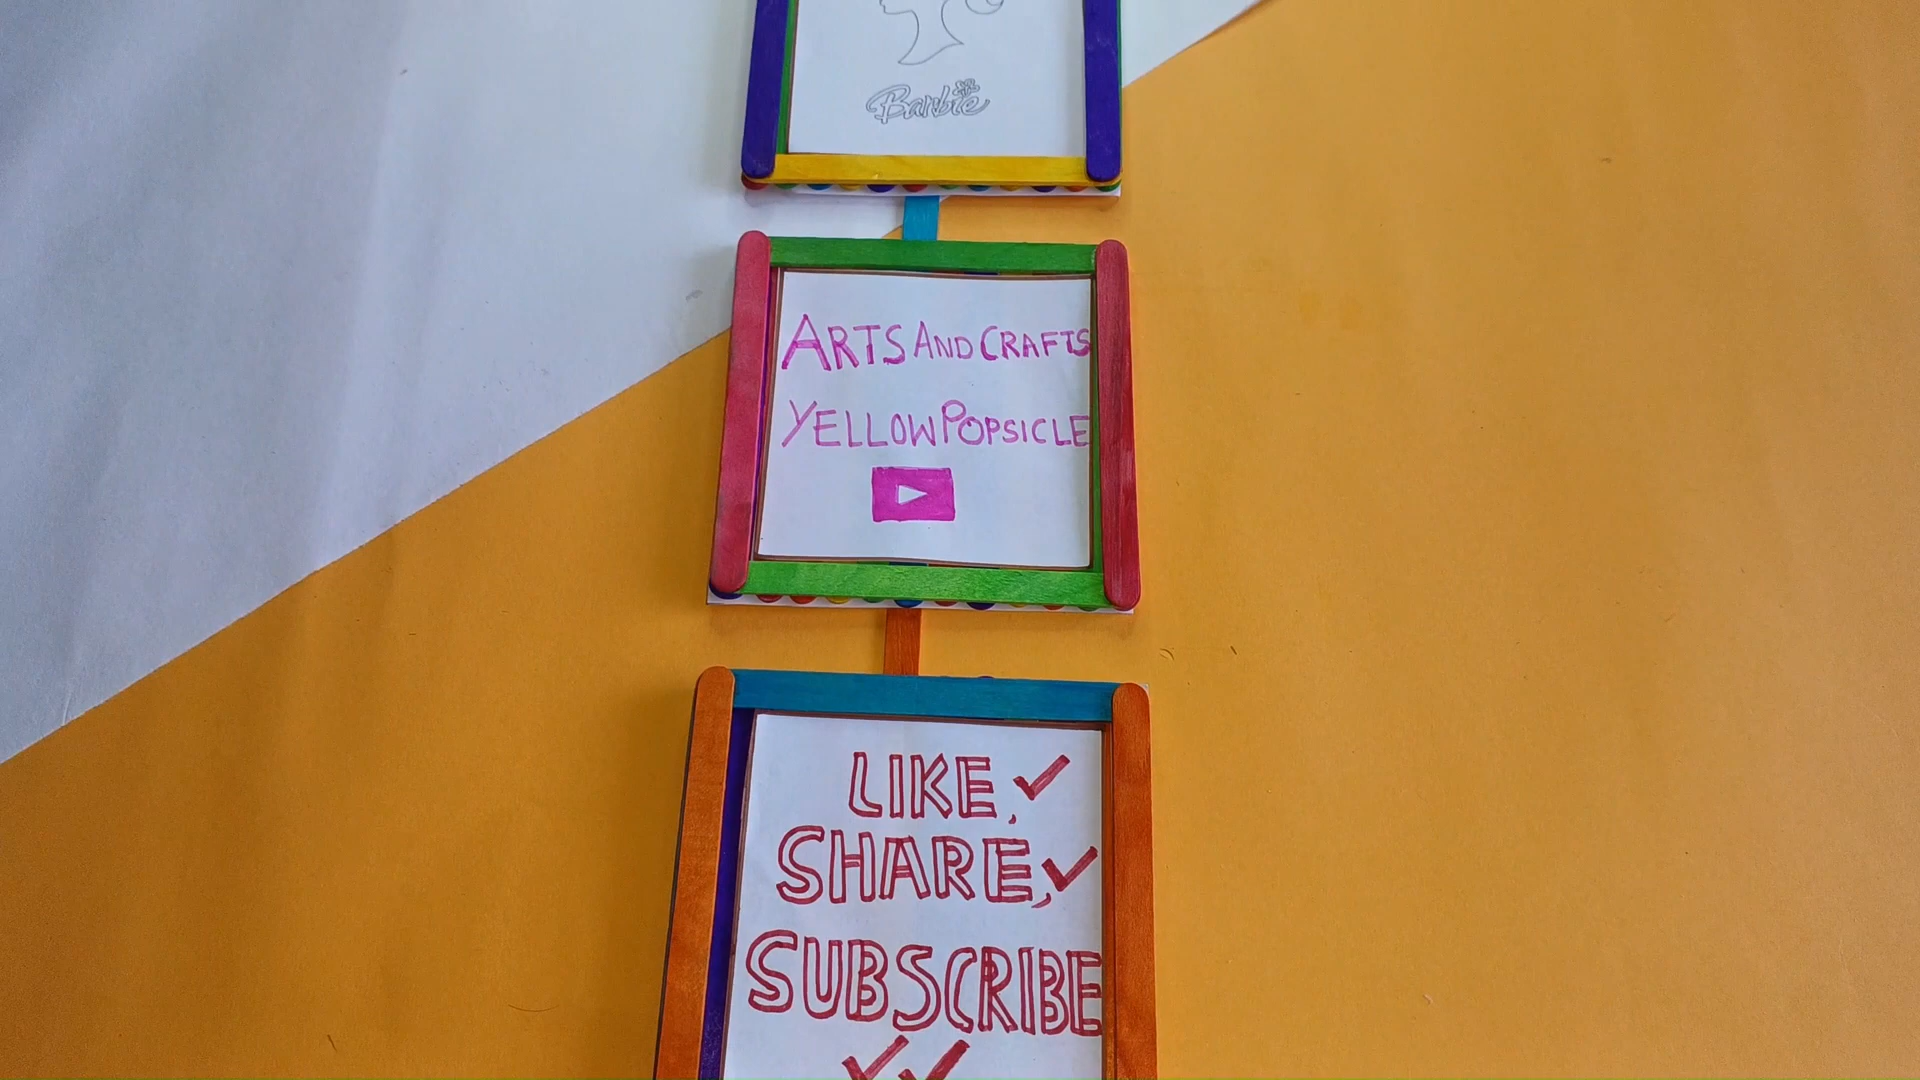 Barbie
ARTS AND CRAFTS
YELLOW POPSICLE
LIKE,
SHARE,
SUBSCRIBE